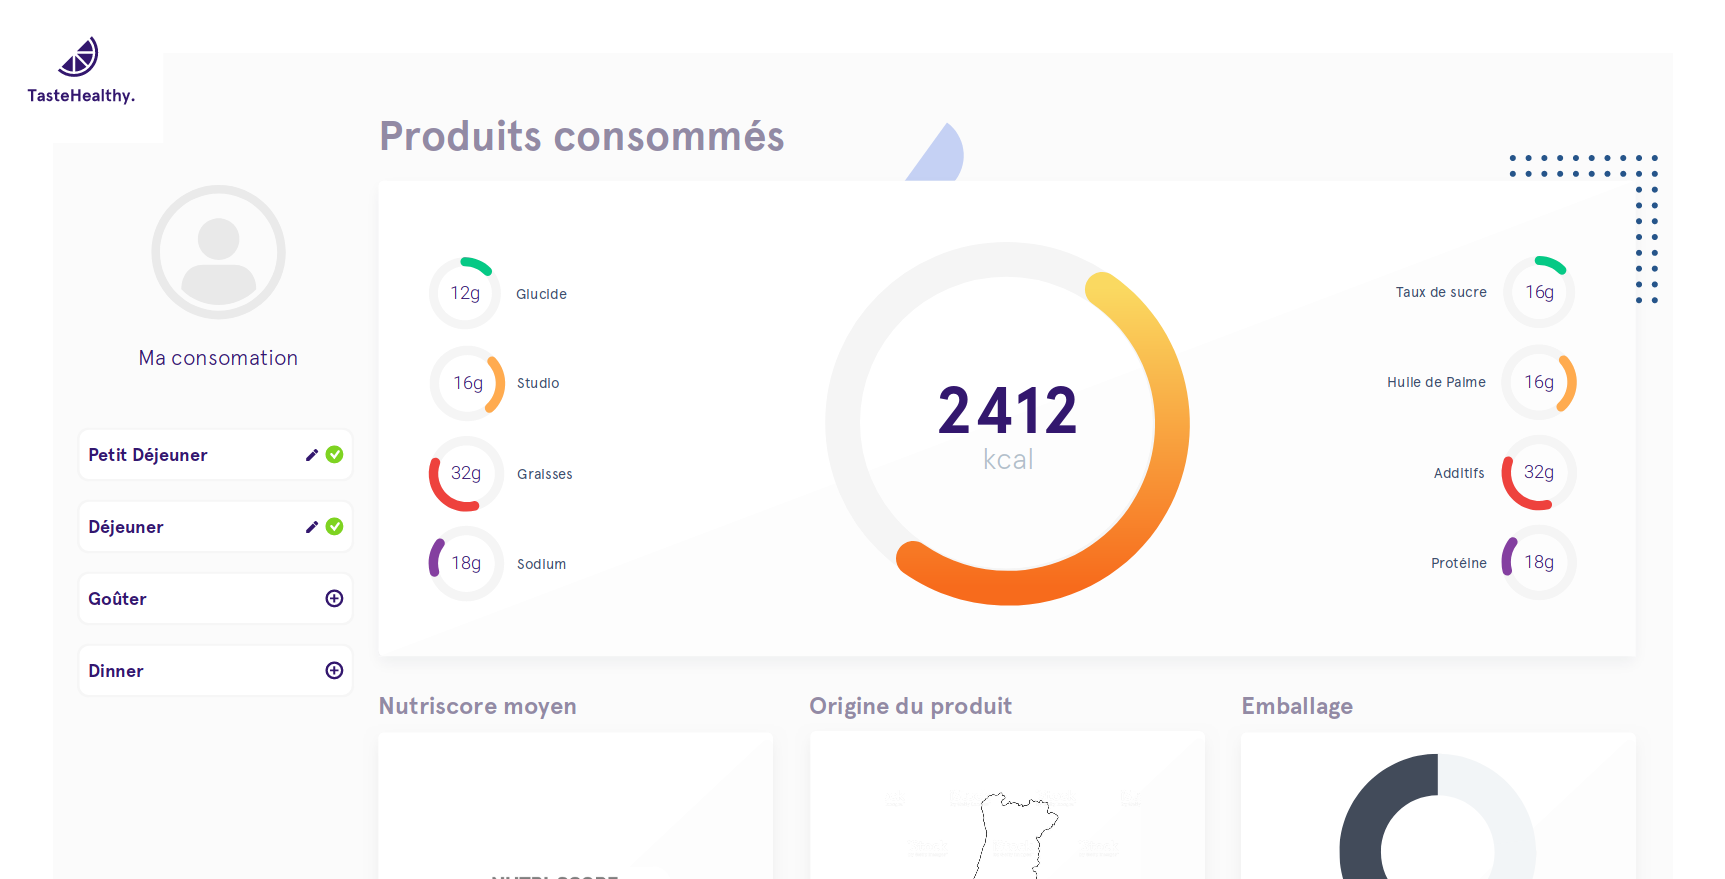 TasteHealthy.
Produits consommés
Ma consomation
Petit Déjeuner
Déjeuner
Goûter
Dinner
12g Glucide
16g Studio
32g Graisses
18g Sodium
2412
kcal
Taux de sucre 16g
Huile de Palme 16g
Additifs 32g
Protéine 18g
Nutriscore moyen
Origine du produit
Emballage